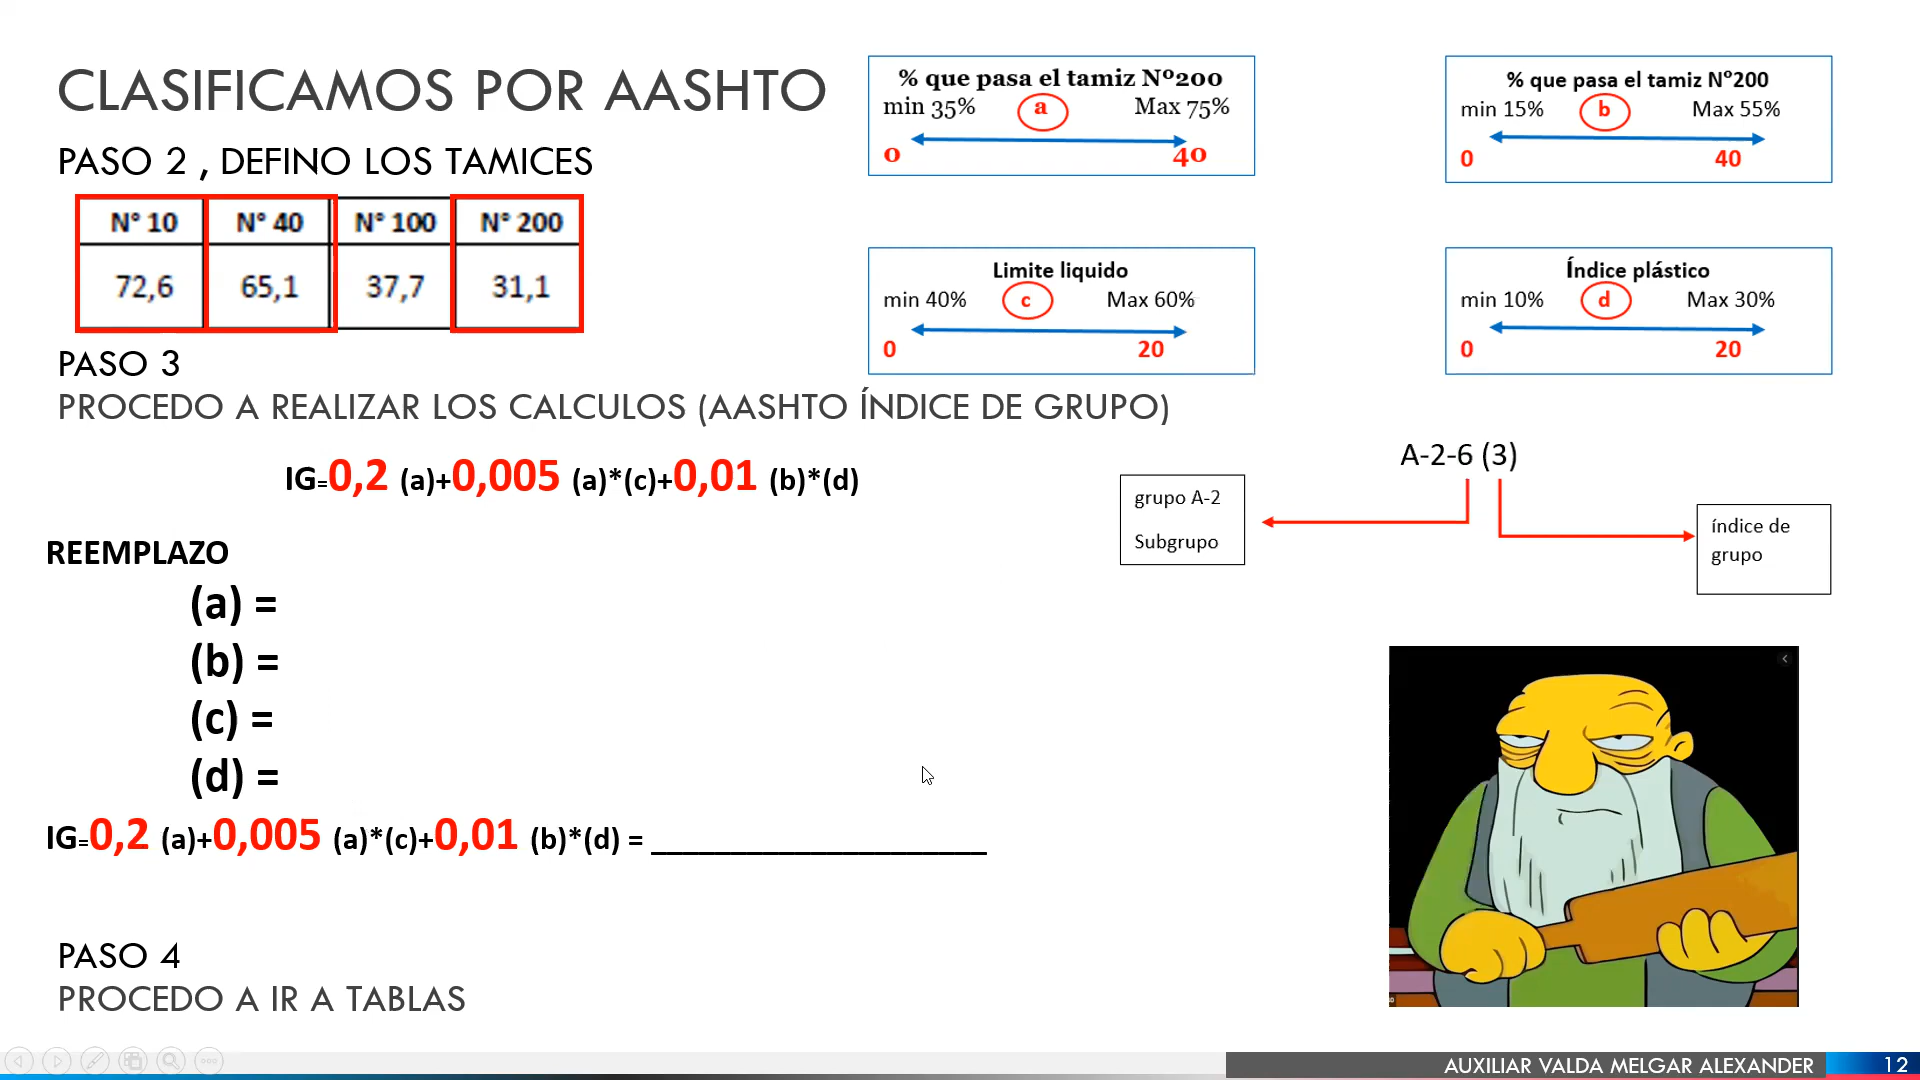 CLASIFICAMOS POR AASHTO
PASO 2 , DEFINO LOS TAMICES
N° 10 N° 40 N° 100 N° 200
72,6 65,1 37,7 31,1
% que pasa el tamiz Nº200
min 35% a Max 75%
0 40
% que pasa el tamiz Nº200
min 15% b Max 55%
0 40
Limite liquido
min 40% c Max 60%
0 20
Índice plástico
min 10% d Max 30%
0 20
PASO 3
PROCEDO A REALIZAR LOS CALCULOS (AASHTO ÍNDICE DE GRUPO)
IG=0,2 (a)+0,005 (a)*(c)+0,01 (b)*(d)
A-2-6 (3)
grupo A-2
Subgrupo
índice de
grupo
REEMPLAZO
(a) =
(b) =
(c) =
(d) =
IG=0,2 (a)+0,005 (a)*(c)+0,01 (b)*(d) = _____________________
PASO 4
PROCEDO A IR A TABLAS
AUXILIAR VALDA MELGAR ALEXANDER 12